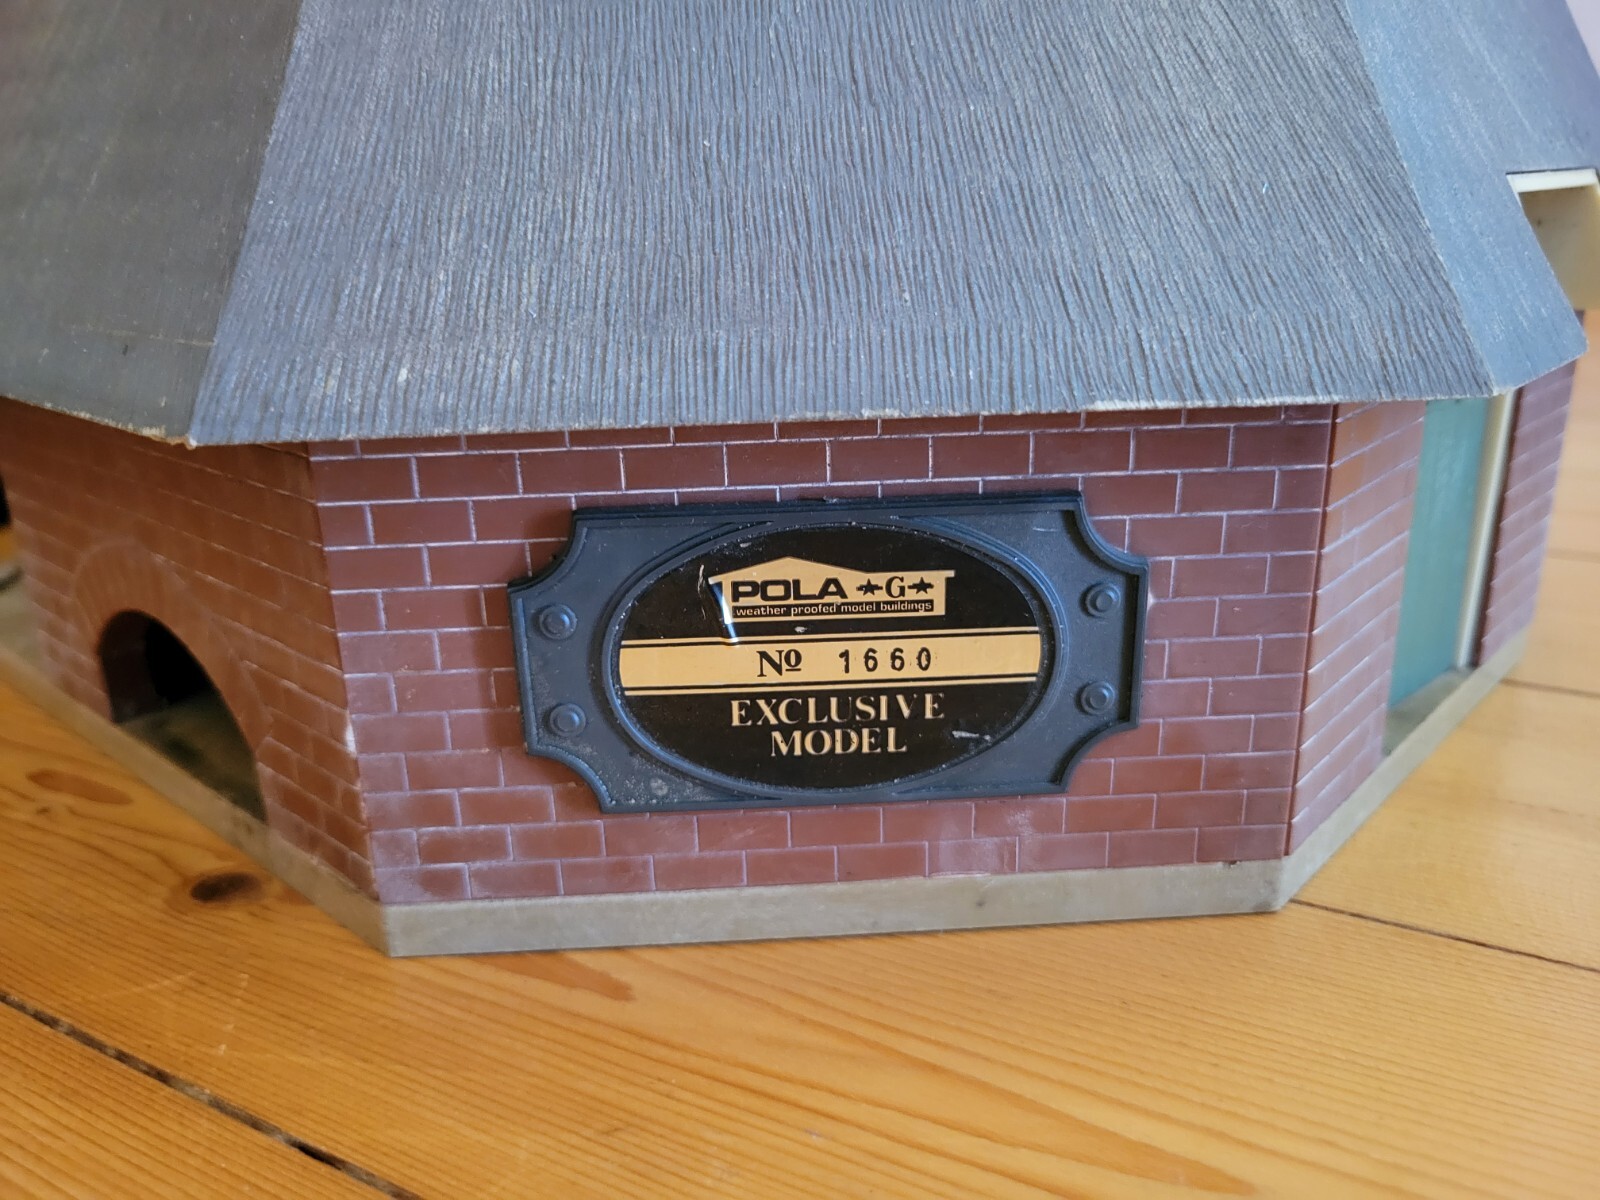 POLA ★G★
weather proofed model buildings
Nº 1660
EXCLUSIVE
MODEL